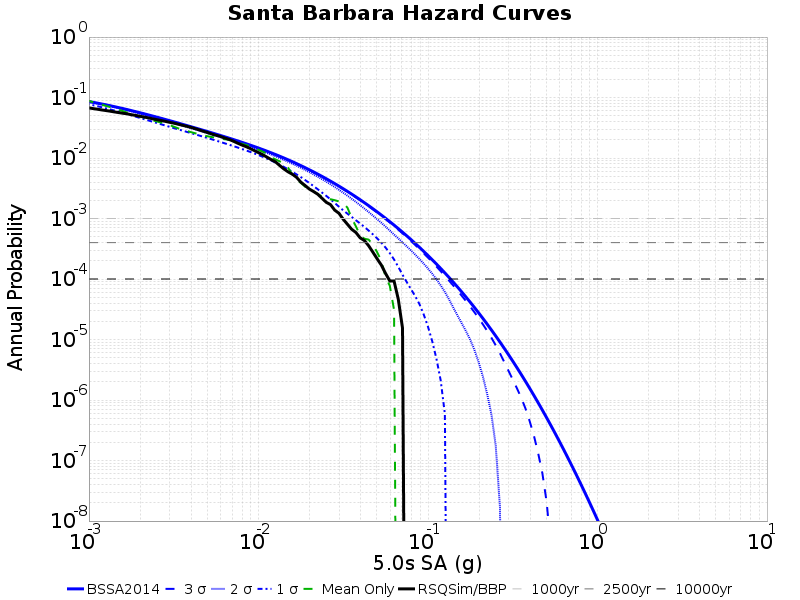 Santa Barbara Hazard Curves
10^0
10^-1
10^-2
10^-3
10^-4
10^-5
10^-6
10^-7
10^-8
Annual Probability
10^-3 10^-2 10^-1 10^0 10^1
5.0s SA (g)
BSSA2014 3 σ 2 σ 1 σ Mean Only RSQSim/BBP 1000yr 2500yr 10000yr